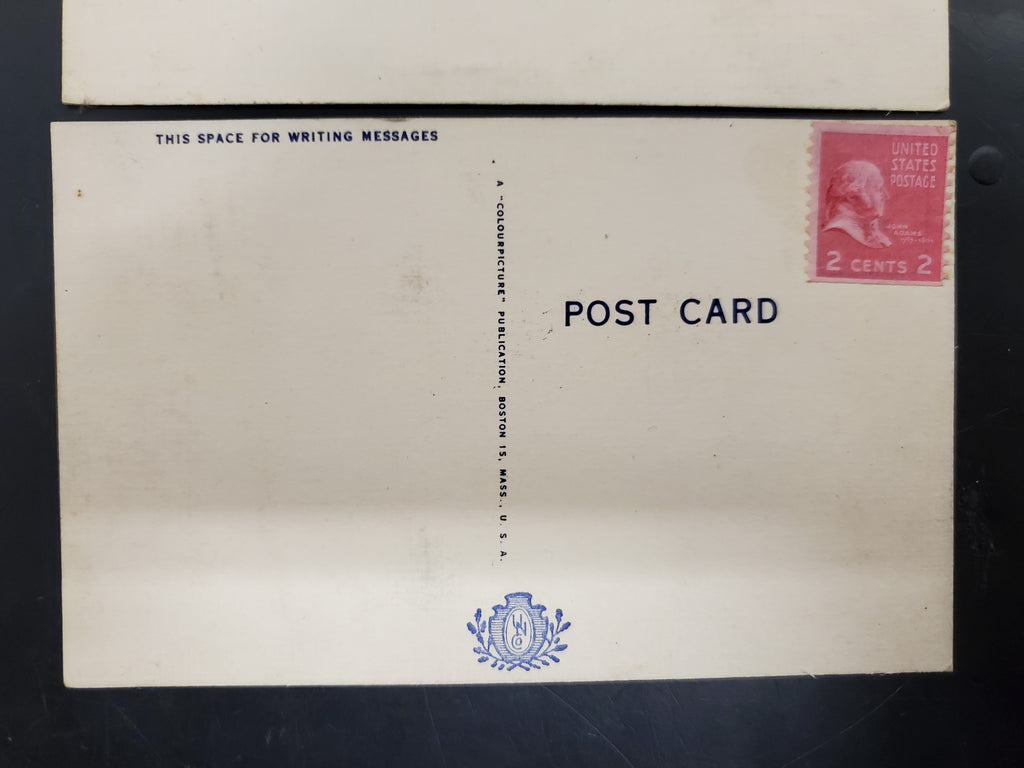 THIS SPACE FOR WRITING MESSAGES
A "COLOURPICTURE" PUBLICATION, BOSTON 15, MASS., U. S. A.
POST CARD
UNITED
STATES
POSTAGE
JOHN
ADAMS
2 CENTS 2